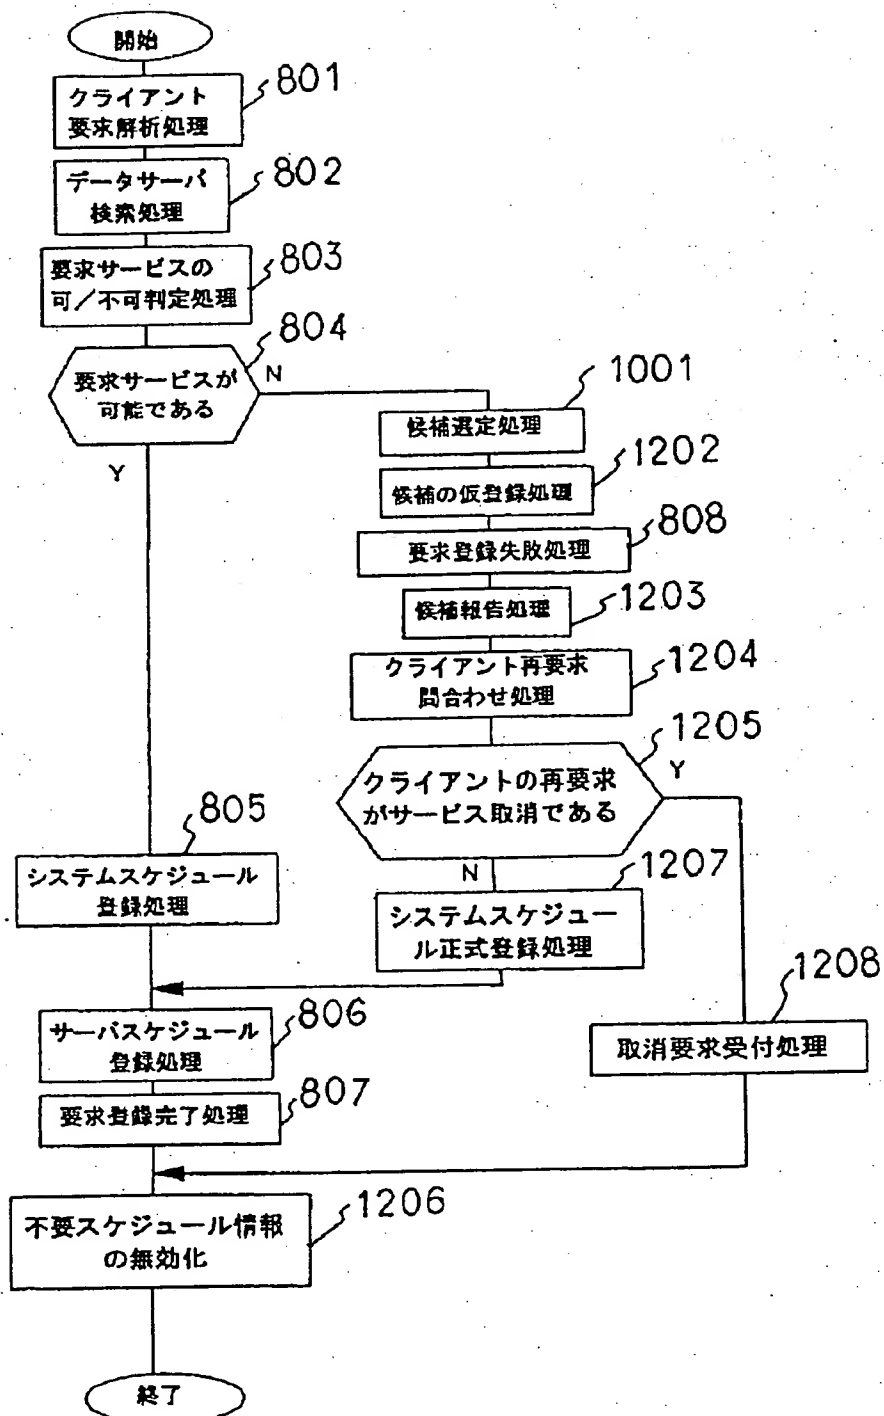 開始
クライアント
要求解析処理
801
データサーバ
検索処理
802
要求サービスの
可/不可判定処理
803
要求サービスが
可能である
804
N
Y
候補選定処理
1001
候補の仮登録処理
1202
要求登録失敗処理
808
候補報告処理
1203
クライアント再要求
問合わせ処理
1204
クライアントの再要求
がサービス取消である
1205
Y
N
システムスケジュール
登録処理
805
システムスケジュー
ル正式登録処理
1207
サーバスケジュール
登録処理
806
取消要求受付処理
1208
要求登録完了処理
807
不要スケジュール情報
の無効化
1206
終了